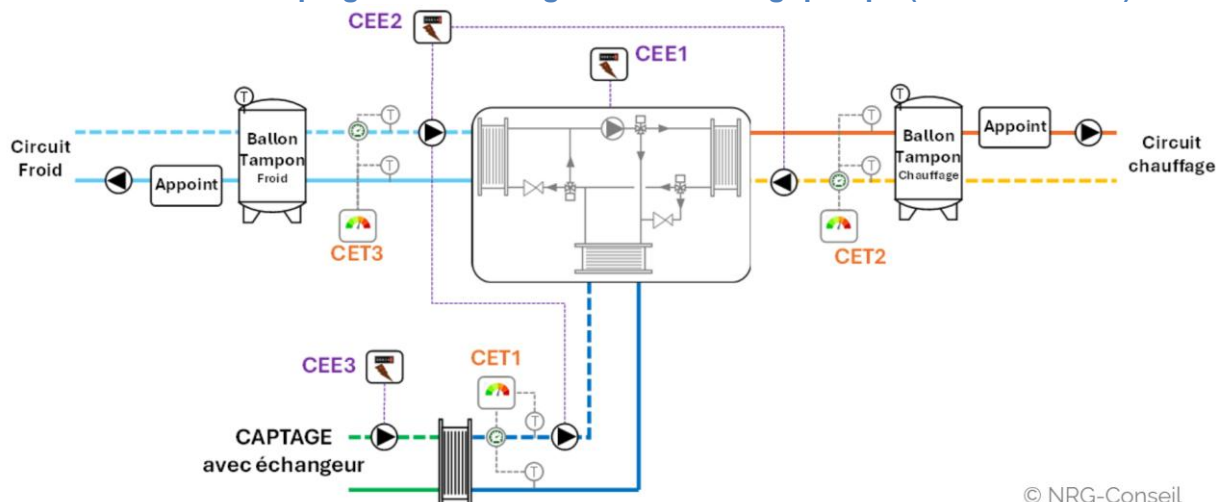 CEE2
CEE1
T
T
T
T
Ballon
Tampon
Froid
Circuit
Froid
Appoint
T
CET3
Ballon
Tampon
Chauffage
Appoint
Circuit
chauffage
T
CET2
CEE3
CET1
T
CAPTAGE
avec échangeur
T
© NRG-Conseil